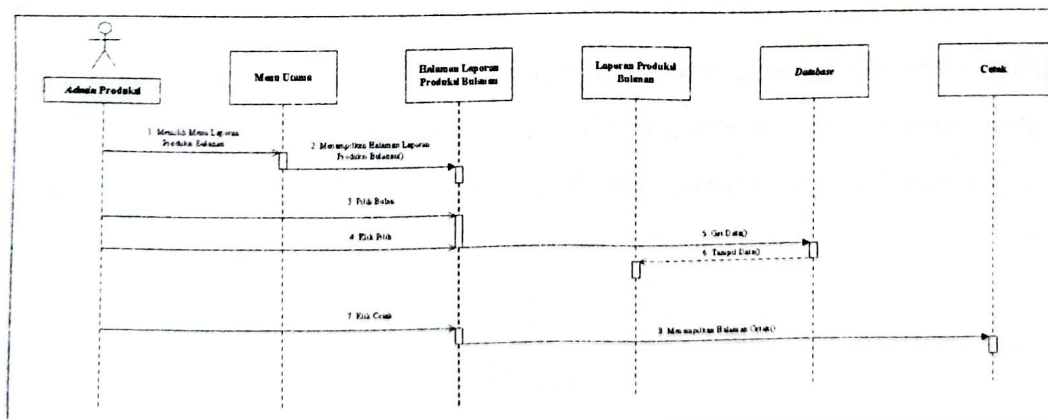 Admin Produksi
Menu Utama
Halaman Laporan
Produksi Bulanan
Laporan Produksi
Bulanan
Database
Cetak
1. Memilih Menu Laporan
Produksi Bulanan
2. Menampilkan Halaman Laporan
Produksi Bulanan()
3. Pilih Bulan
4. Klik Pilih
5. Get Data()
6. Tampil Data()
7. Klik Cetak
8. Menampilkan Halaman Cetak()